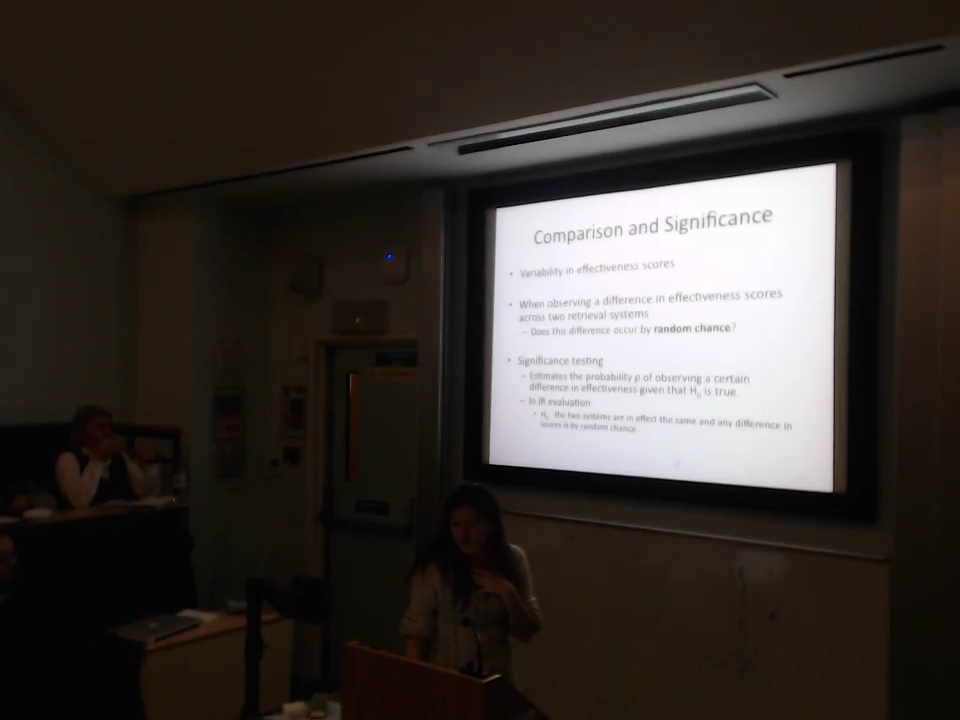 Comparison and Significance
• Variability in effectiveness scores
• When observing a difference in effectiveness scores
across two retrieval systems
– Does this difference occur by random chance?
• Significance testing
– Estimates the probability p of observing a certain
difference in effectiveness given that H₀ is true.
– In IR evaluation
• H₀: the two systems are in effect the same and any difference in
scores is by random chance